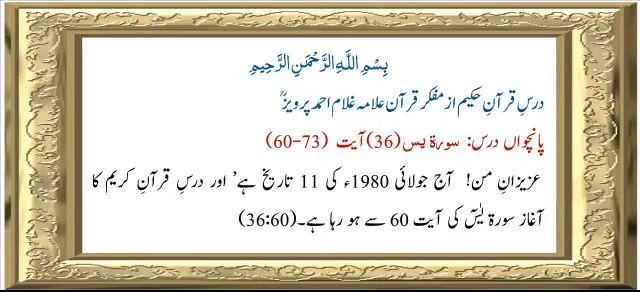 بِسْمِ اللَّهِ الرَّحْمَنِ الرَّحِيمِ
درسِ قرآنِ حکیم از مفکرِ قرآن علامہ غلام احمد پرویزؒ
پانچواں درس: سورۃ یس (36) آیت (73-60)
عزیزانِ من! آج جولائی 1980ء کی 11 تاریخ ہے' اور درسِ قرآنِ کریم کا
آغاز سورۃ یٰسٓ کی آیت 60 سے ہو رہا ہے۔ (36:60)